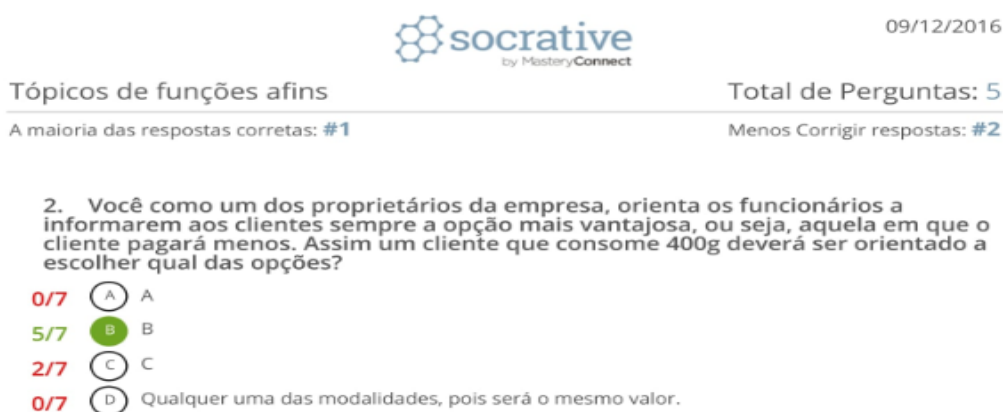 socrative
by MasteryConnect
09/12/2016
Tópicos de funções afins
Total de Perguntas: 5
A maioria das respostas corretas: #1
Menos Corrigir respostas: #2
2. Você como um dos proprietários da empresa, orienta os funcionários a
informarem aos clientes sempre a opção mais vantajosa, ou seja, aquela em que o
cliente pagará menos. Assim um cliente que consome 400g deverá ser orientado a
escolher qual das opções?
0/7 A A
5/7 B B
2/7 C C
0/7 D Qualquer uma das modalidades, pois será o mesmo valor.